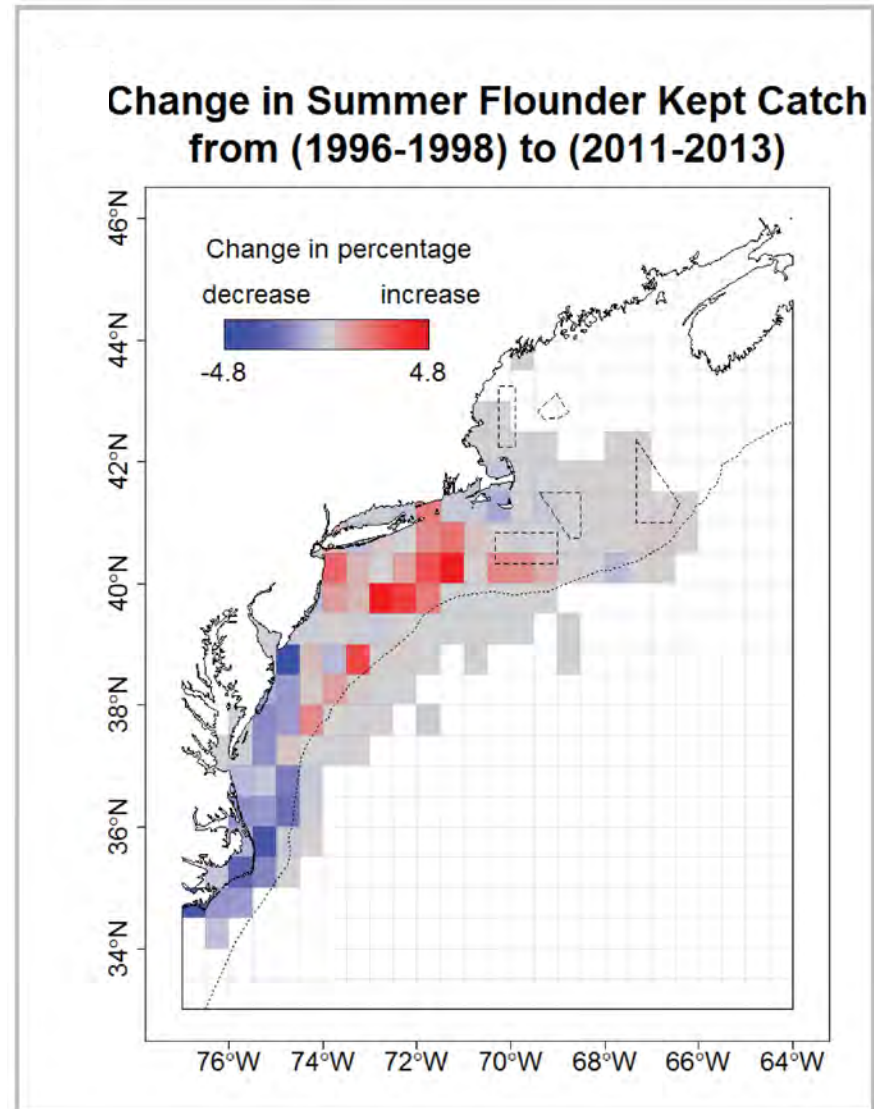 Change in Summer Flounder Kept Catch
from (1996-1998) to (2011-2013)
Change in percentage
decrease increase
-4.8 4.8
46°N
44°N
42°N
40°N
38°N
36°N
34°N
76°W 74°W 72°W 70°W 68°W 66°W 64°W